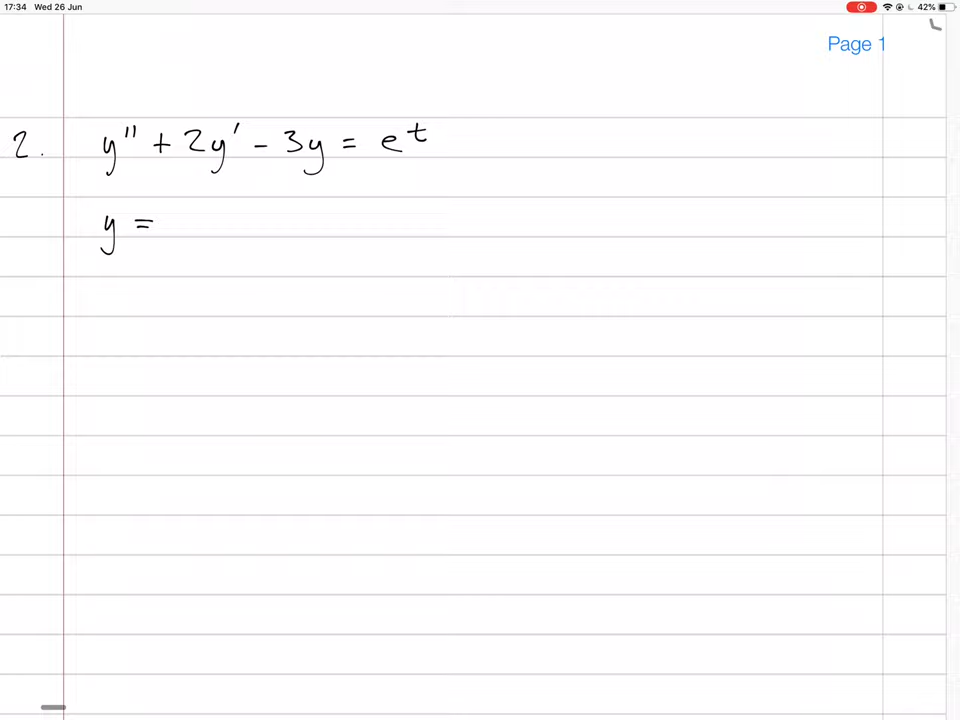 17:34 Wed 26 Jun 42%
Page 1
2. y'' + 2y' - 3y = e^t
y =